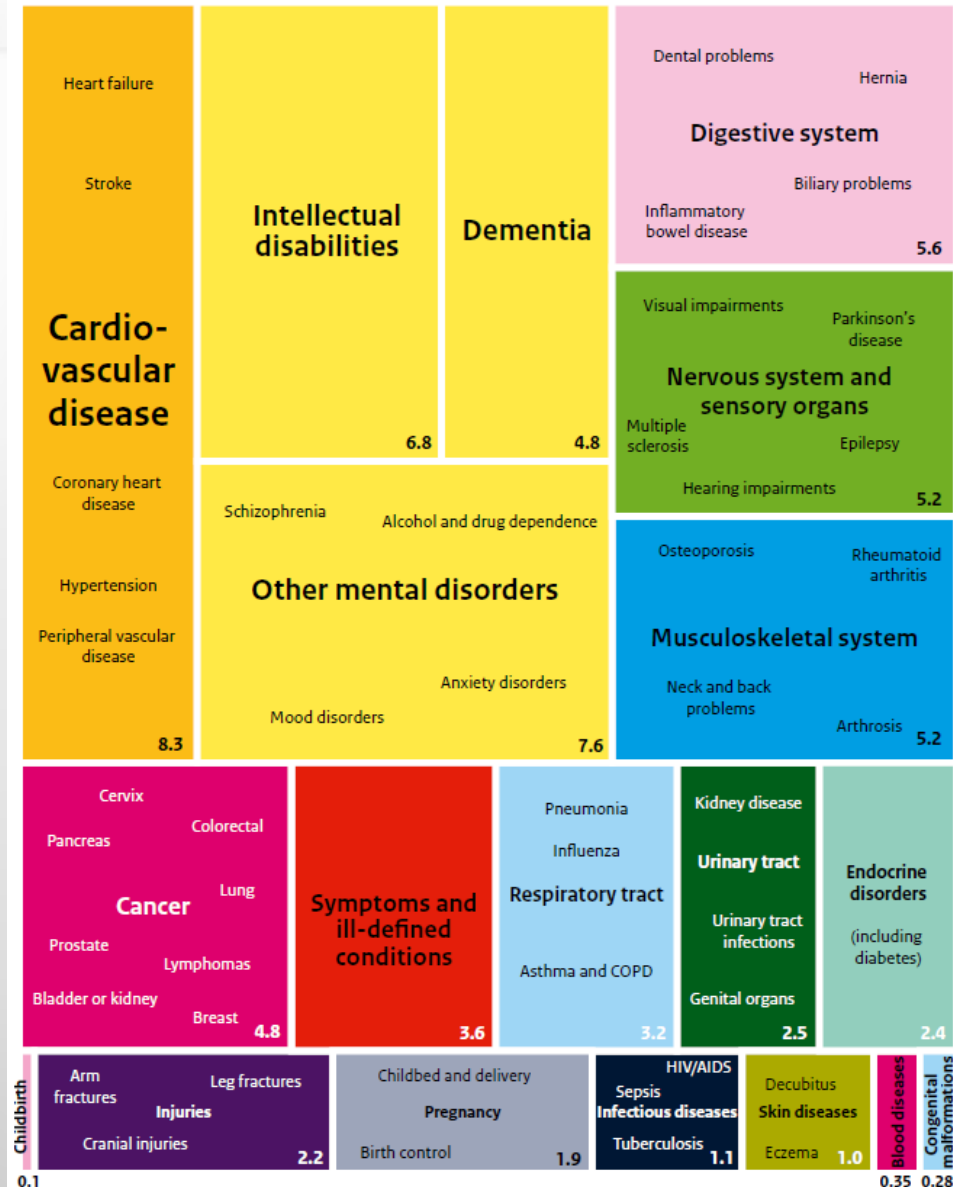 Heart failure
Stroke
Cardio-
vascular
disease
Coronary heart
disease
Hypertension
Peripheral vascular
disease
8.3
Intellectual
disabilities
6.8
Dementia
4.8
Schizophrenia
Alcohol and drug dependence
Other mental disorders
Anxiety disorders
Mood disorders
7.6
Dental problems
Hernia
Digestive system
Biliary problems
Inflammatory
bowel disease
5.6
Visual impairments
Parkinson's
disease
Nervous system and
sensory organs
Multiple
sclerosis
Epilepsy
Hearing impairments
5.2
Osteoporosis
Rheumatoid
arthritis
Musculoskeletal system
Neck and back
problems
Arthrosis
5.2
Cervix
Colorectal
Pancreas
Lung
Cancer
Prostate
Lymphomas
Bladder or kidney
Breast
4.8
Symptoms and
ill-defined
conditions
3.6
Pneumonia
Influenza
Respiratory tract
Asthma and COPD
3.2
Kidney disease
Urinary tract
Urinary tract
infections
Genital organs
2.5
Endocrine
disorders
(including
diabetes)
2.4
Childbirth
0.1
Arm
fractures
Leg fractures
Injuries
Cranial injuries
2.2
Childbed and delivery
Pregnancy
Birth control
1.9
HIV/AIDS
Sepsis
Infectious diseases
Tuberculosis
1.1
Decubitus
Skin diseases
Eczema
1.0
Blood diseases
0.35
Congenital
malformations
0.28